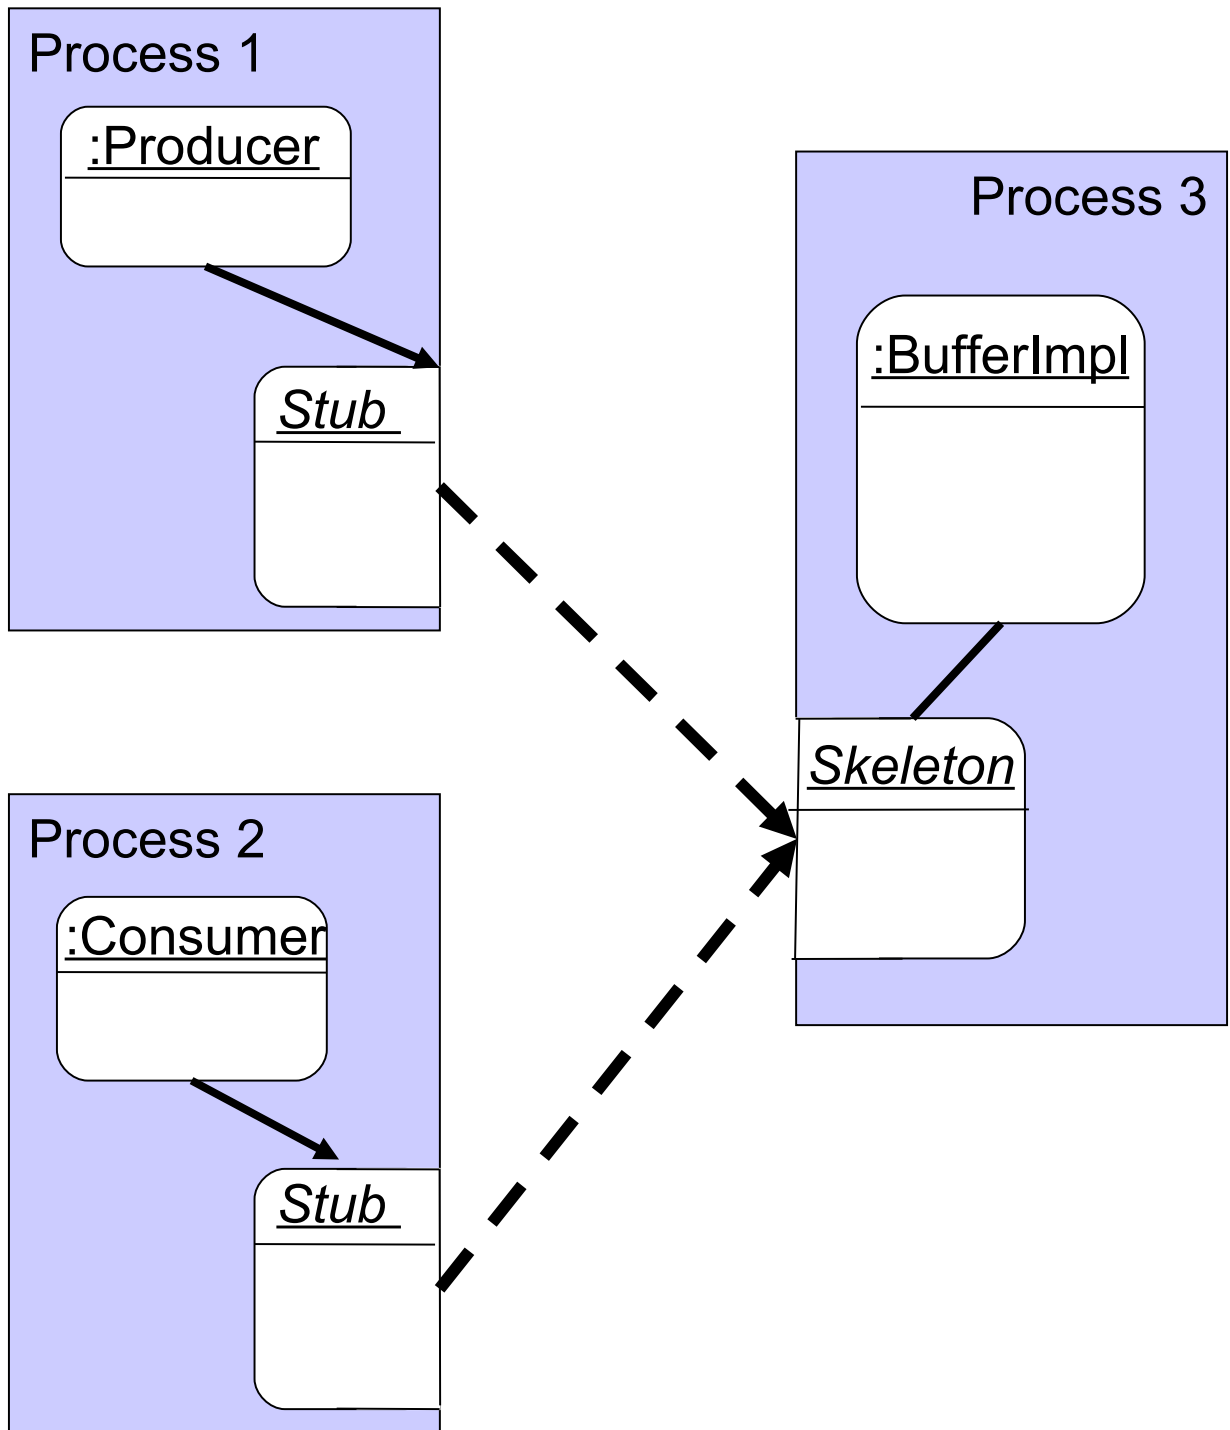 Process 1
:Producer
Stub
Process 2
:Consumer
Stub
Process 3
:BufferImpl
Skeleton